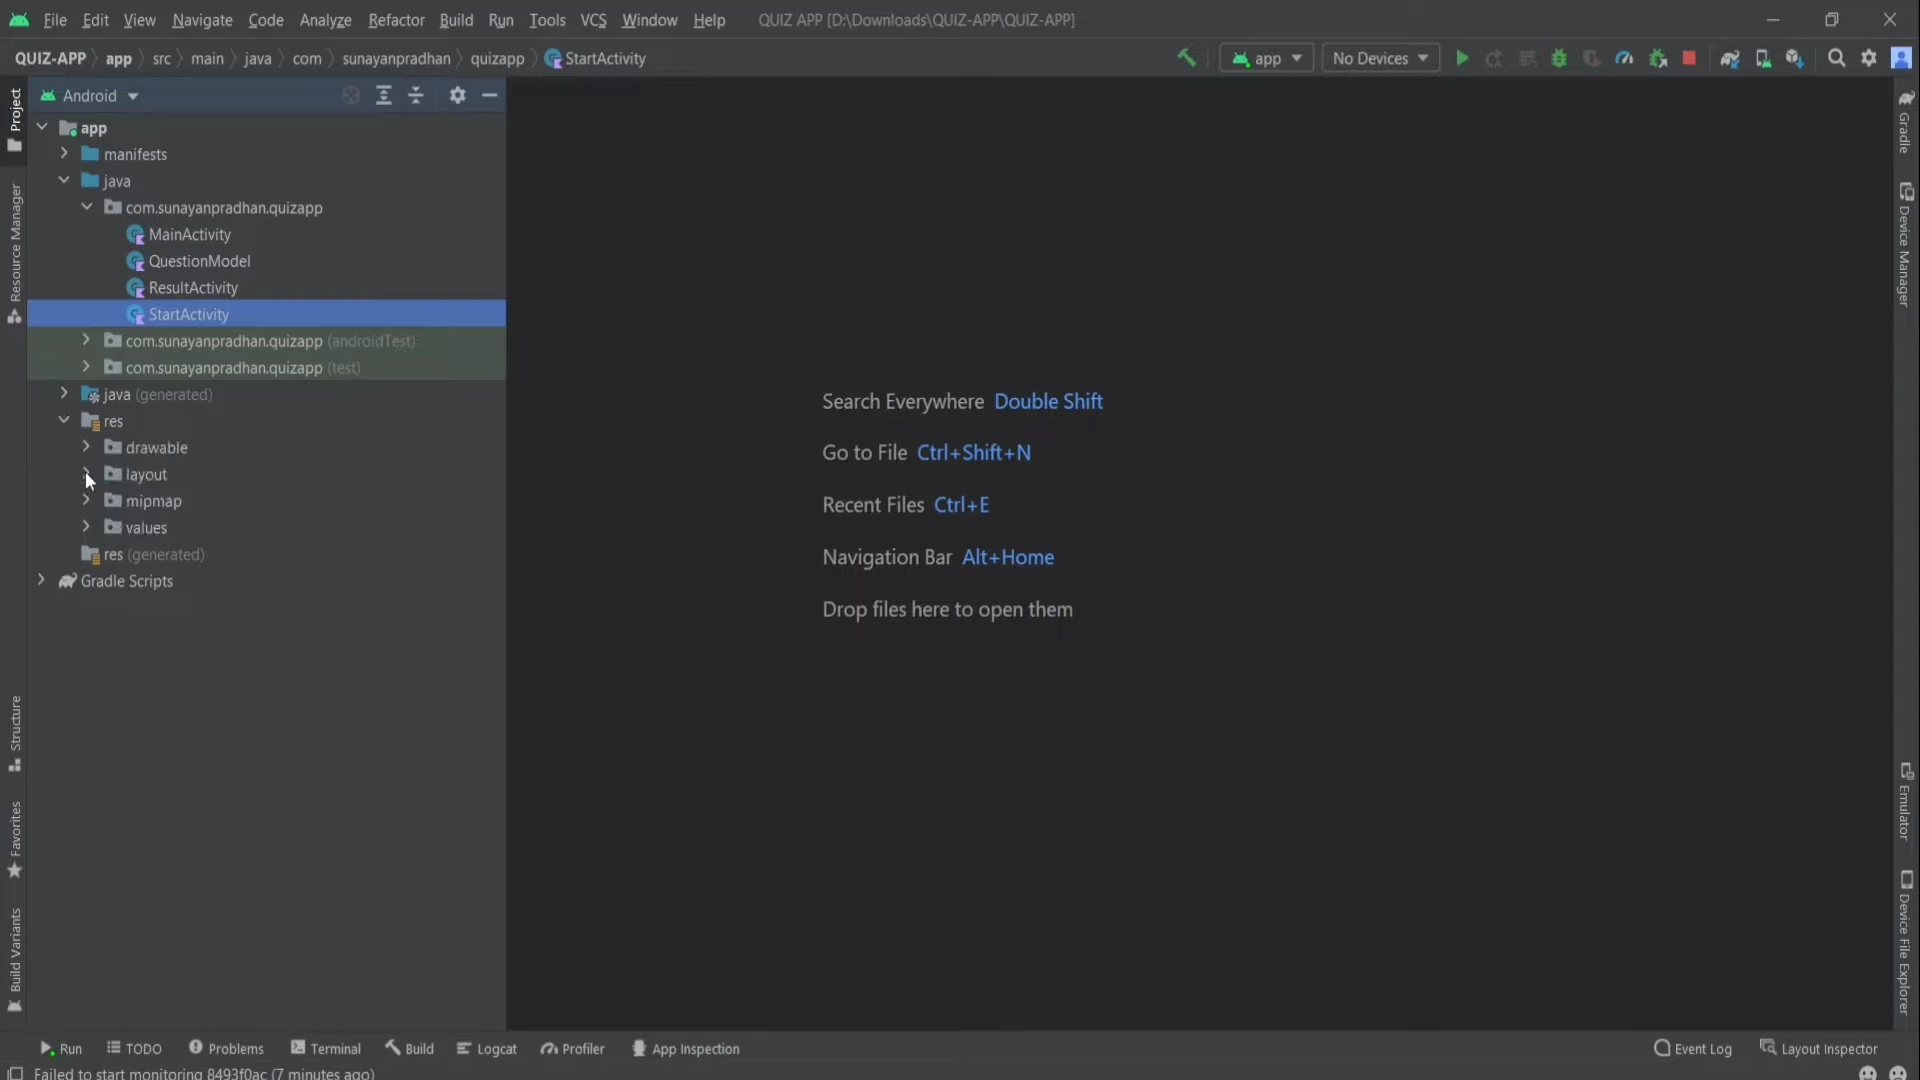 File Edit View Navigate Code Analyze Refactor Build Run Tools VCS Window Help QUIZ APP [D:\Downloads\QUIZ-APP\QUIZ-APP]
QUIZ-APP app src main java com sunayanpradhan quizapp StartActivity app No Devices
Project
Resource Manager
Structure
Favorites
Build Variants
Android
app
manifests
java
com.sunayanpradhan.quizapp
MainActivity
QuestionModel
ResultActivity
StartActivity
com.sunayanpradhan.quizapp (androidTest)
com.sunayanpradhan.quizapp (test)
java (generated)
res
drawable
layout
mipmap
values
res (generated)
Gradle Scripts
Search Everywhere Double Shift
Go to File Ctrl+Shift+N
Recent Files Ctrl+E
Navigation Bar Alt+Home
Drop files here to open them
Gradle
Device Manager
Emulator
Device File Explorer
Run TODO Problems Terminal Build Logcat Profiler App Inspection Event Log Layout Inspector
Failed to start monitoring 8493f0ac (7 minutes ago)